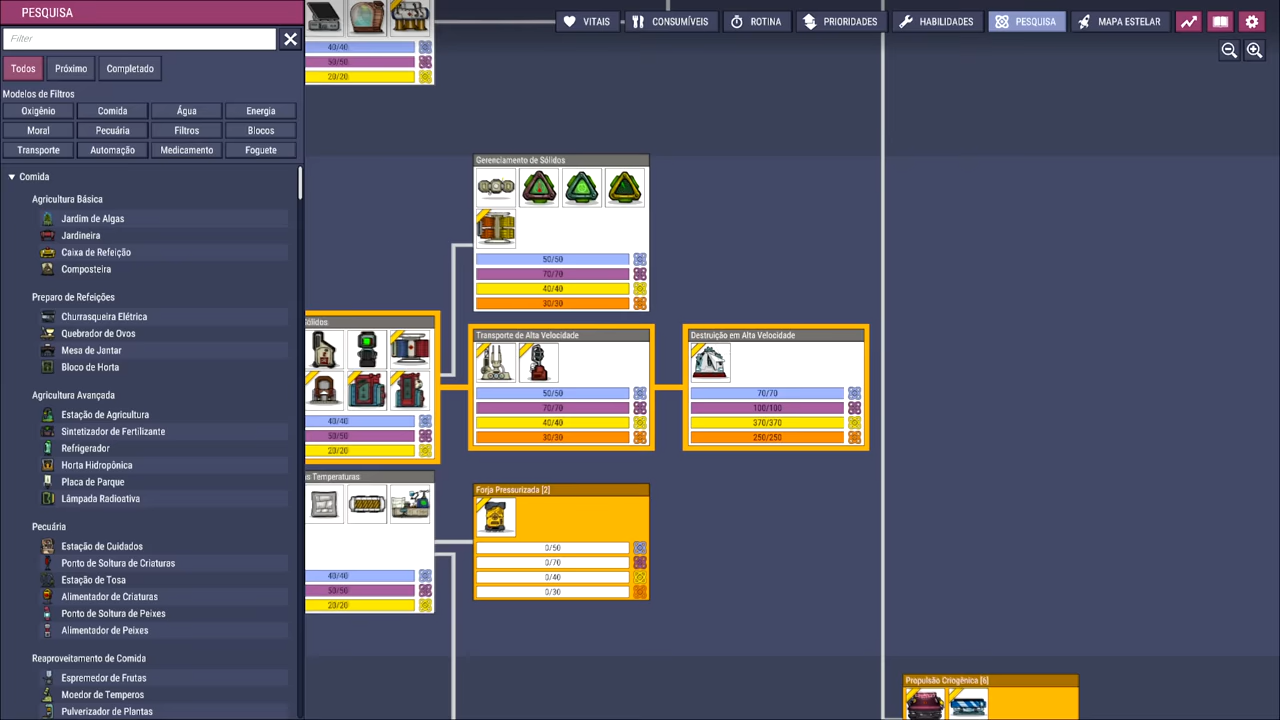 PESQUISA
VITAIS
CONSUMÍVEIS
ROTINA
PRIORIDADES
HABILIDADES
PESQUISA
MAPA ESTELAR
Filter
Todos
Próximo
Completado
Modelos de Filtros
Oxigênio
Comida
Água
Energia
Moral
Pecuária
Filtros
Blocos
Transporte
Automação
Medicamento
Foguete
Comida
Agricultura Básica
Jardim de Algas
Jardineira
Caixa de Refeição
Composteira
Preparo de Refeições
Churrasqueira Elétrica
Quebrador de Ovos
Mesa de Jantar
Bloco de Horta
Agricultura Avançada
Estação de Agricultura
Sintetizador de Fertilizante
Refrigerador
Horta Hidropônica
Placa de Parque
Lâmpada Radioativa
Pecuária
Estação de Cuidados
Ponto de Soltura de Criaturas
Estação de Tosa
Alimentador de Criaturas
Ponto de Soltura de Peixes
Alimentador de Peixes
Reaproveitamento de Comida
Espremedor de Frutas
Moedor de Temperos
Pulverizador de Plantas
40/40
50/50
20/20
Gerenciamento de Sólidos
50/50
70/70
40/40
30/30
ólidos
40/40
50/50
20/20
Transporte de Alta Velocidade
50/50
70/70
40/40
30/30
Destruição em Alta Velocidade
70/70
100/100
370/370
250/250
s Temperaturas
40/40
50/50
20/20
Forja Pressurizada [2]
0/50
0/70
0/40
0/30
Propulsão Criogênica [6]